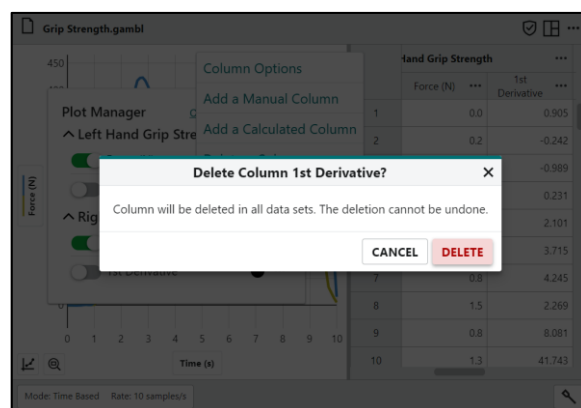 Grip Strength.gambl
450
Force (N)
0
0 1 2 3 4 5 6 7 8 9 10
Time (s)
Mode: Time Based Rate: 10 samples/s
Plot Manager
Left Hand Grip Stre
Rig
1st Derivative
Column Options
Add a Manual Column
Add a Calculated Column
Delete Column 1st Derivative?
Column will be deleted in all data sets. The deletion cannot be undone.
CANCEL DELETE
Hand Grip Strength
Force (N) 1st Derivative
1 0.0 0.905
2 0.2 -0.242
-0.989
0.231
2.101
3.715
7 0.8 4.245
8 1.5 2.269
9 0.8 8.081
10 1.3 41.743